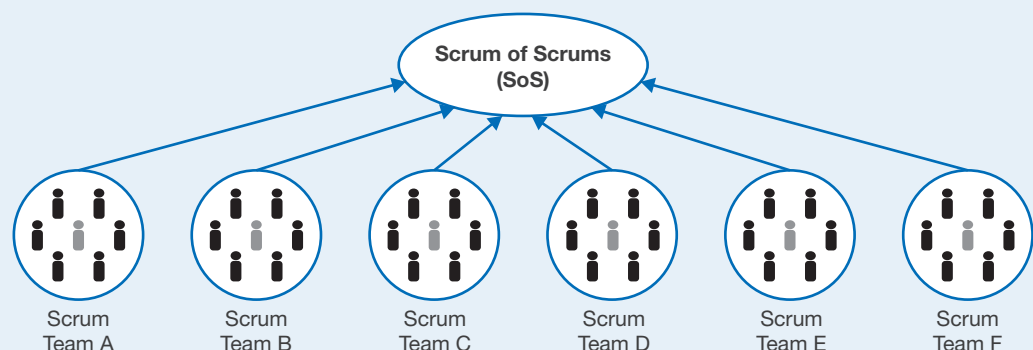 Scrum of Scrums
(SoS)
Scrum
Team A
Scrum
Team B
Scrum
Team C
Scrum
Team D
Scrum
Team E
Scrum
Team F